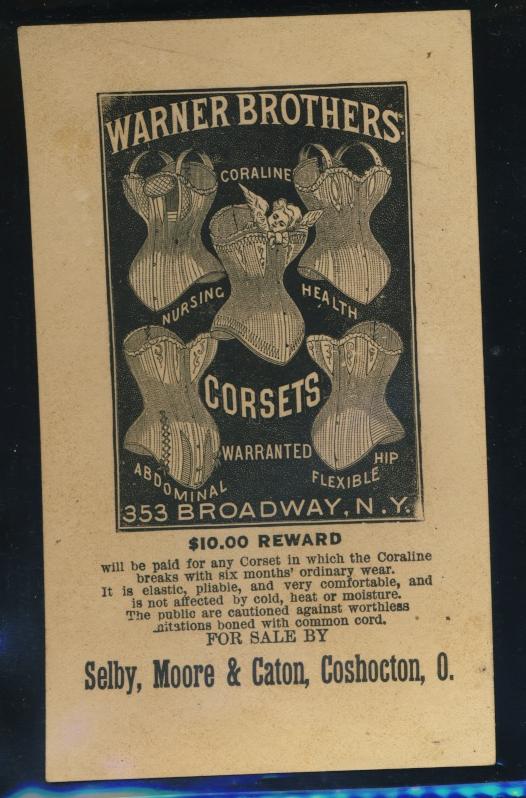 WARNER BROTHERS
CORALINE
NURSING
HEALTH
CORSETS
WARRANTED
ABDOMINAL
FLEXIBLE HIP
353 BROADWAY, N.Y.
$10.00 REWARD
will be paid for any Corset in which the Coraline
breaks with six months' ordinary wear.
It is elastic, pliable, and very comfortable, and
is not affected by cold, heat or moisture.
The public are cautioned against worthless
mitations boned with common cord.
FOR SALE BY
Selby, Moore & Caton, Coshocton, O.